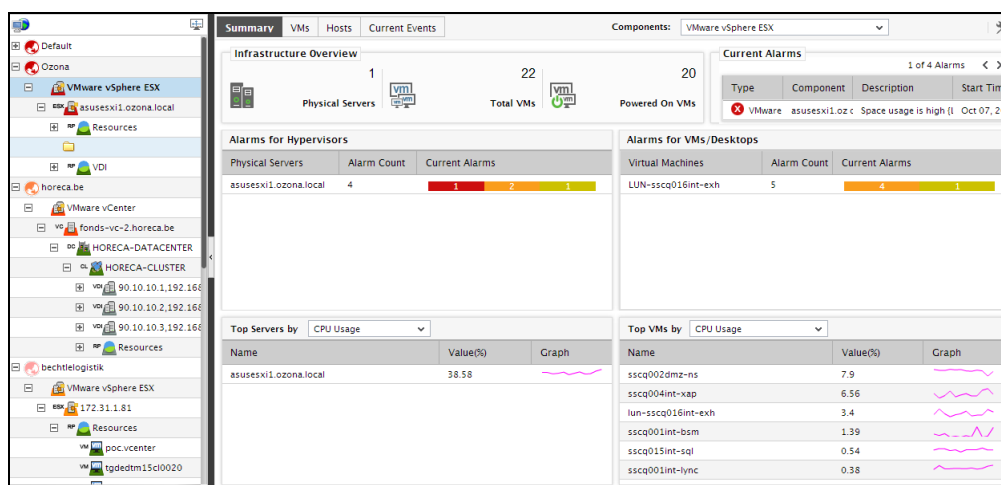 Default
Ozona
VMware vSphere ESX
ESX asusesxi1.ozona.local
RP Resources
RP VDI
horeca.be
VMware vCenter
VC fonds-vc-2.horeca.be
DC HORECA-DATACENTER
CL HORECA-CLUSTER
VDI 90.10.10.1,192.168
VDI 90.10.10.2,192.168
VDI 90.10.10.3,192.168
RP Resources
bechtlelogistik
VMware vSphere ESX
ESX 172.31.1.81
RP Resources
VM poc.vcenter
VM tgdedtm15cl0020
Summary VMs Hosts Current Events Components: VMware vSphere ESX
Infrastructure Overview
1 Physical Servers
vm
22 Total VMs
vm
20 Powered On VMs
Current Alarms
1 of 4 Alarms < >
Type Component Description Start Tim
VMware asusesxi1.oz Space usage is high Oct 07, 2
Alarms for Hypervisors
Physical Servers Alarm Count Current Alarms
asusesxi1.ozona.local 4 1 2 1
Alarms for VMs/Desktops
Virtual Machines Alarm Count Current Alarms
LUN-sscq016int-exh 5 4 1
Top Servers by CPU Usage
Name Value(%) Graph
asusesxi1.ozona.local 38.58
Top VMs by CPU Usage
Name Value(%) Graph
sscq002dmz-ns 7.9
sscq004int-xap 6.56
lun-sscq016int-exh 3.4
sscq001int-bsm 1.39
sscq015int-sql 0.54
sscq001int-lync 0.38